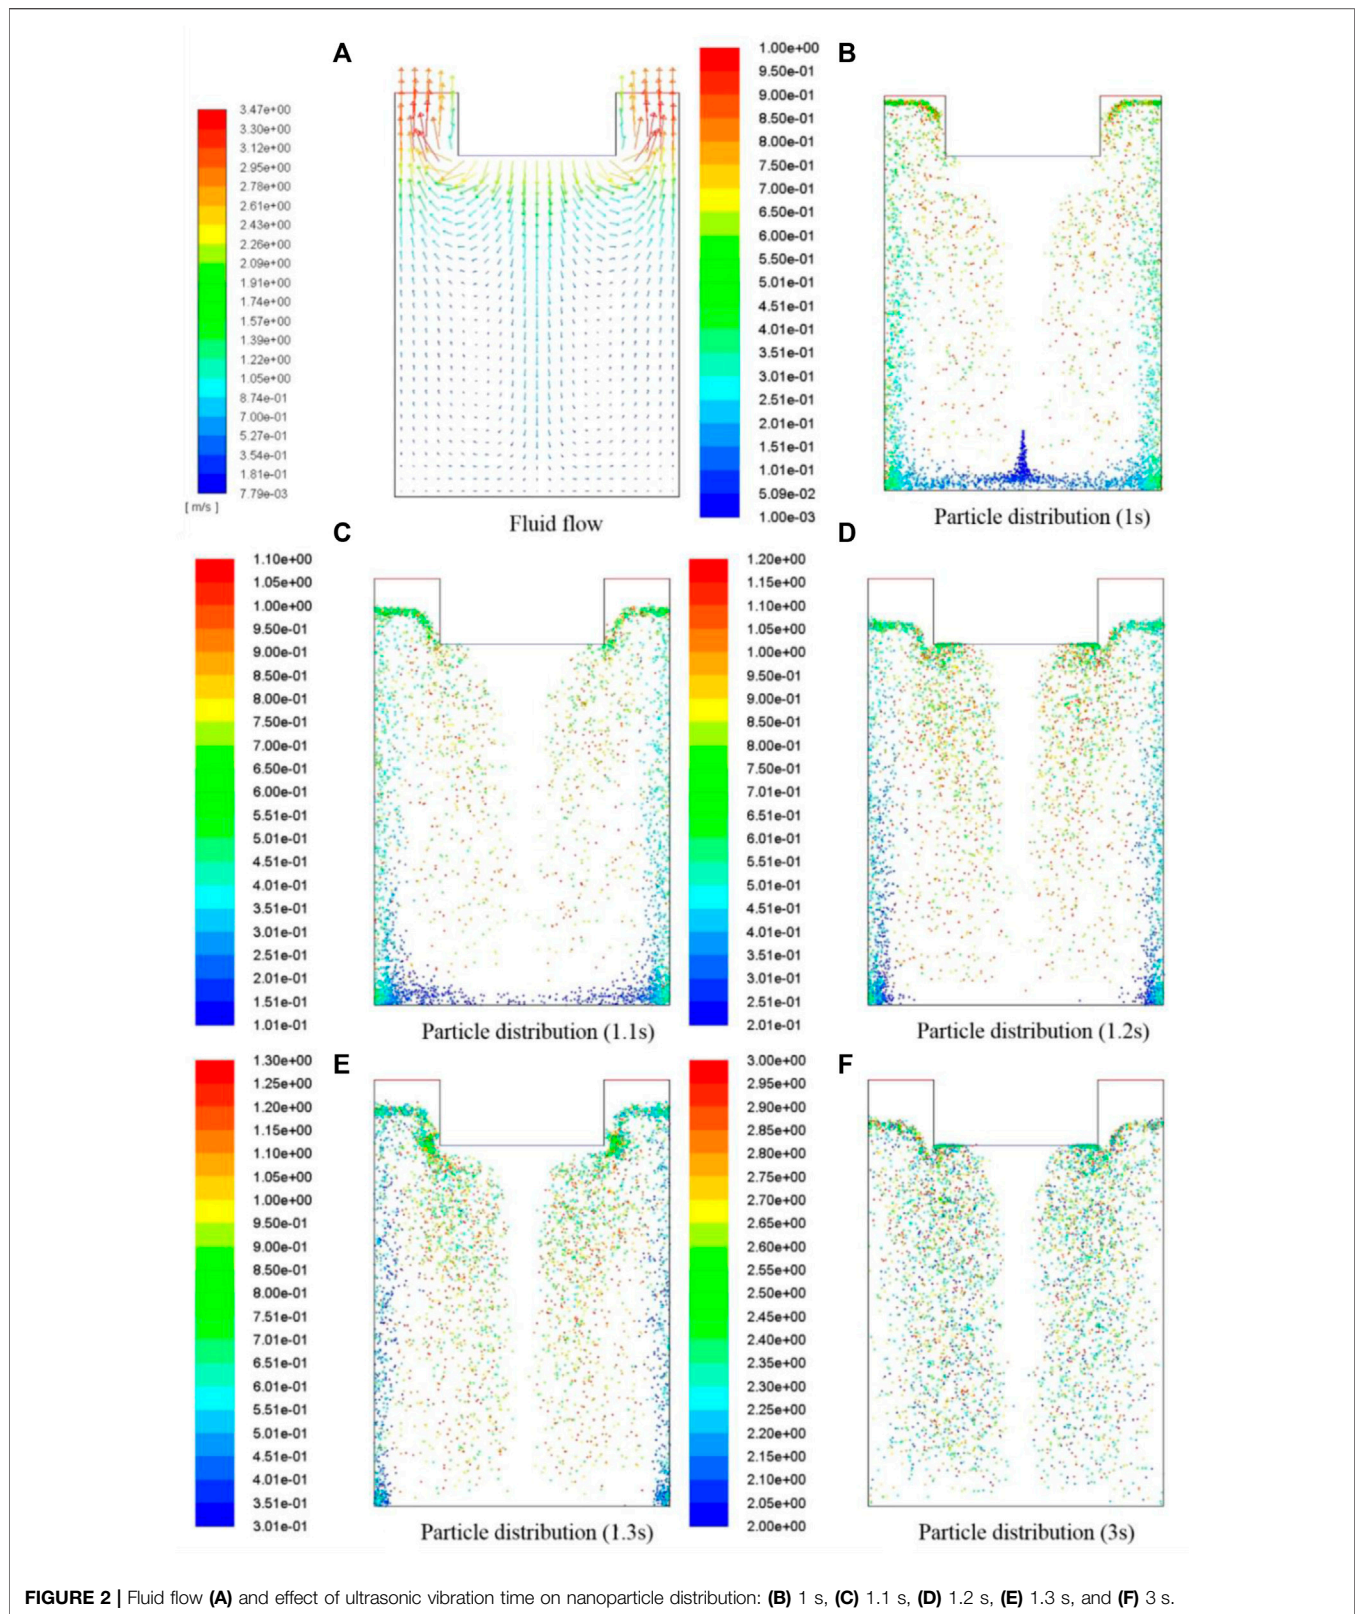 A
3.47e+00
3.30e+00
3.12e+00
2.95e+00
2.78e+00
2.61e+00
2.43e+00
2.26e+00
2.09e+00
1.91e+00
1.74e+00
1.57e+00
1.39e+00
1.22e+00
1.05e+00
8.74e-01
7.00e-01
5.27e-01
3.54e-01
1.81e-01
7.79e-03
[ m/s ]
Fluid flow
B
1.00e+00
9.50e-01
9.00e-01
8.50e-01
8.00e-01
7.50e-01
7.00e-01
6.50e-01
6.00e-01
5.50e-01
5.01e-01
4.51e-01
4.01e-01
3.51e-01
3.01e-01
2.51e-01
2.01e-01
1.51e-01
1.01e-01
5.09e-02
1.00e-03
Particle distribution (1s)
C
1.10e+00
1.05e+00
1.00e+00
9.50e-01
9.00e-01
8.50e-01
8.00e-01
7.50e-01
7.00e-01
6.50e-01
6.00e-01
5.51e-01
5.01e-01
4.51e-01
4.01e-01
3.51e-01
3.01e-01
2.51e-01
2.01e-01
1.51e-01
1.01e-01
Particle distribution (1.1s)
D
1.20e+00
1.15e+00
1.10e+00
1.05e+00
1.00e+00
9.50e-01
9.00e-01
8.50e-01
8.00e-01
7.50e-01
7.01e-01
6.51e-01
6.01e-01
5.51e-01
5.01e-01
4.51e-01
4.01e-01
3.51e-01
3.01e-01
2.51e-01
2.01e-01
Particle distribution (1.2s)
E
1.30e+00
1.25e+00
1.20e+00
1.15e+00
1.10e+00
1.05e+00
1.00e+00
9.50e-01
9.00e-01
8.50e-01
8.00e-01
7.51e-01
7.01e-01
6.51e-01
6.01e-01
5.51e-01
5.01e-01
4.51e-01
4.01e-01
3.51e-01
3.01e-01
Particle distribution (1.3s)
F
3.00e+00
2.95e+00
2.90e+00
2.85e+00
2.80e+00
2.75e+00
2.70e+00
2.65e+00
2.60e+00
2.55e+00
2.50e+00
2.45e+00
2.40e+00
2.35e+00
2.30e+00
2.25e+00
2.20e+00
2.15e+00
2.10e+00
2.05e+00
2.00e+00
Particle distribution (3s)
FIGURE 2 | Fluid flow (A) and effect of ultrasonic vibration time on nanoparticle distribution: (B) 1 s, (C) 1.1 s, (D) 1.2 s, (E) 1.3 s, and (F) 3 s.